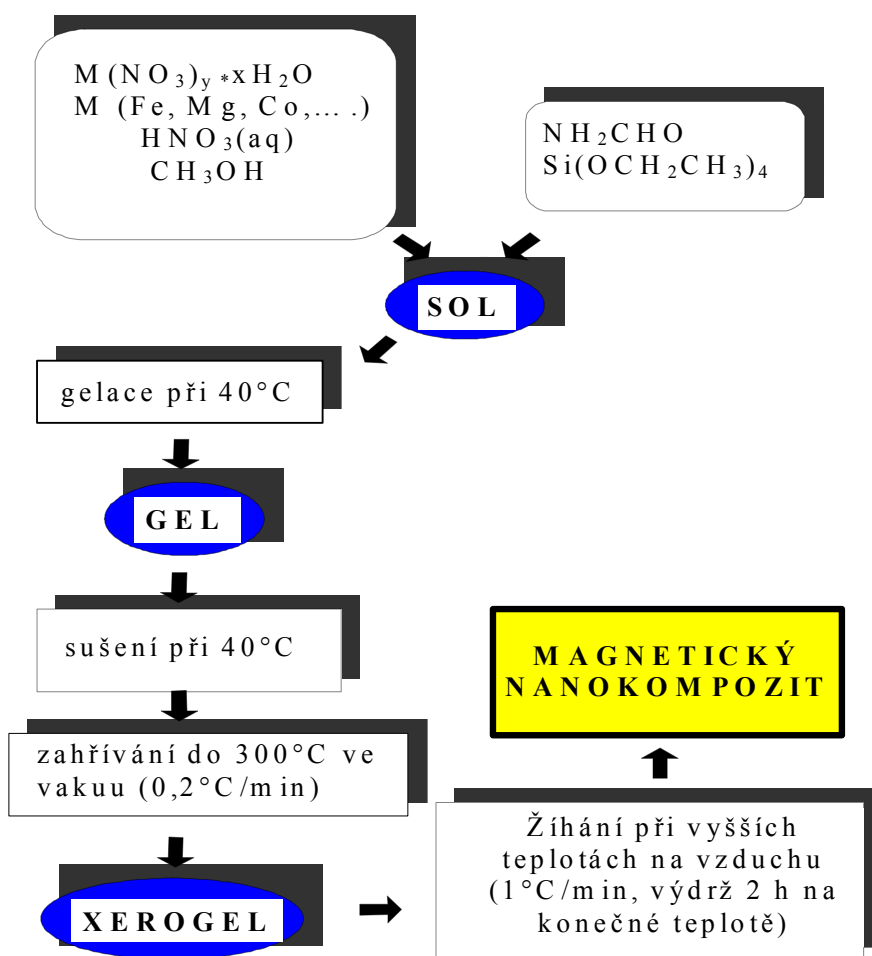 M (NO₃)y *xH₂O
M (Fe, Mg, Co,... .)
HNO₃(aq)
CH₃OH
NH₂CHO
Si(OCH₂CH₃)₄
SOL
gelace při 40°C
GEL
sušení při 40°C
zahřívání do 300°C ve
vakuu (0,2°C/min)
XEROGEL
Žíhání při vyšších
teplotách na vzduchu
(1°C/min, výdrž 2 h na
konečné teplotě)
MAGNETICKÝ
NANOKOMPOZIT